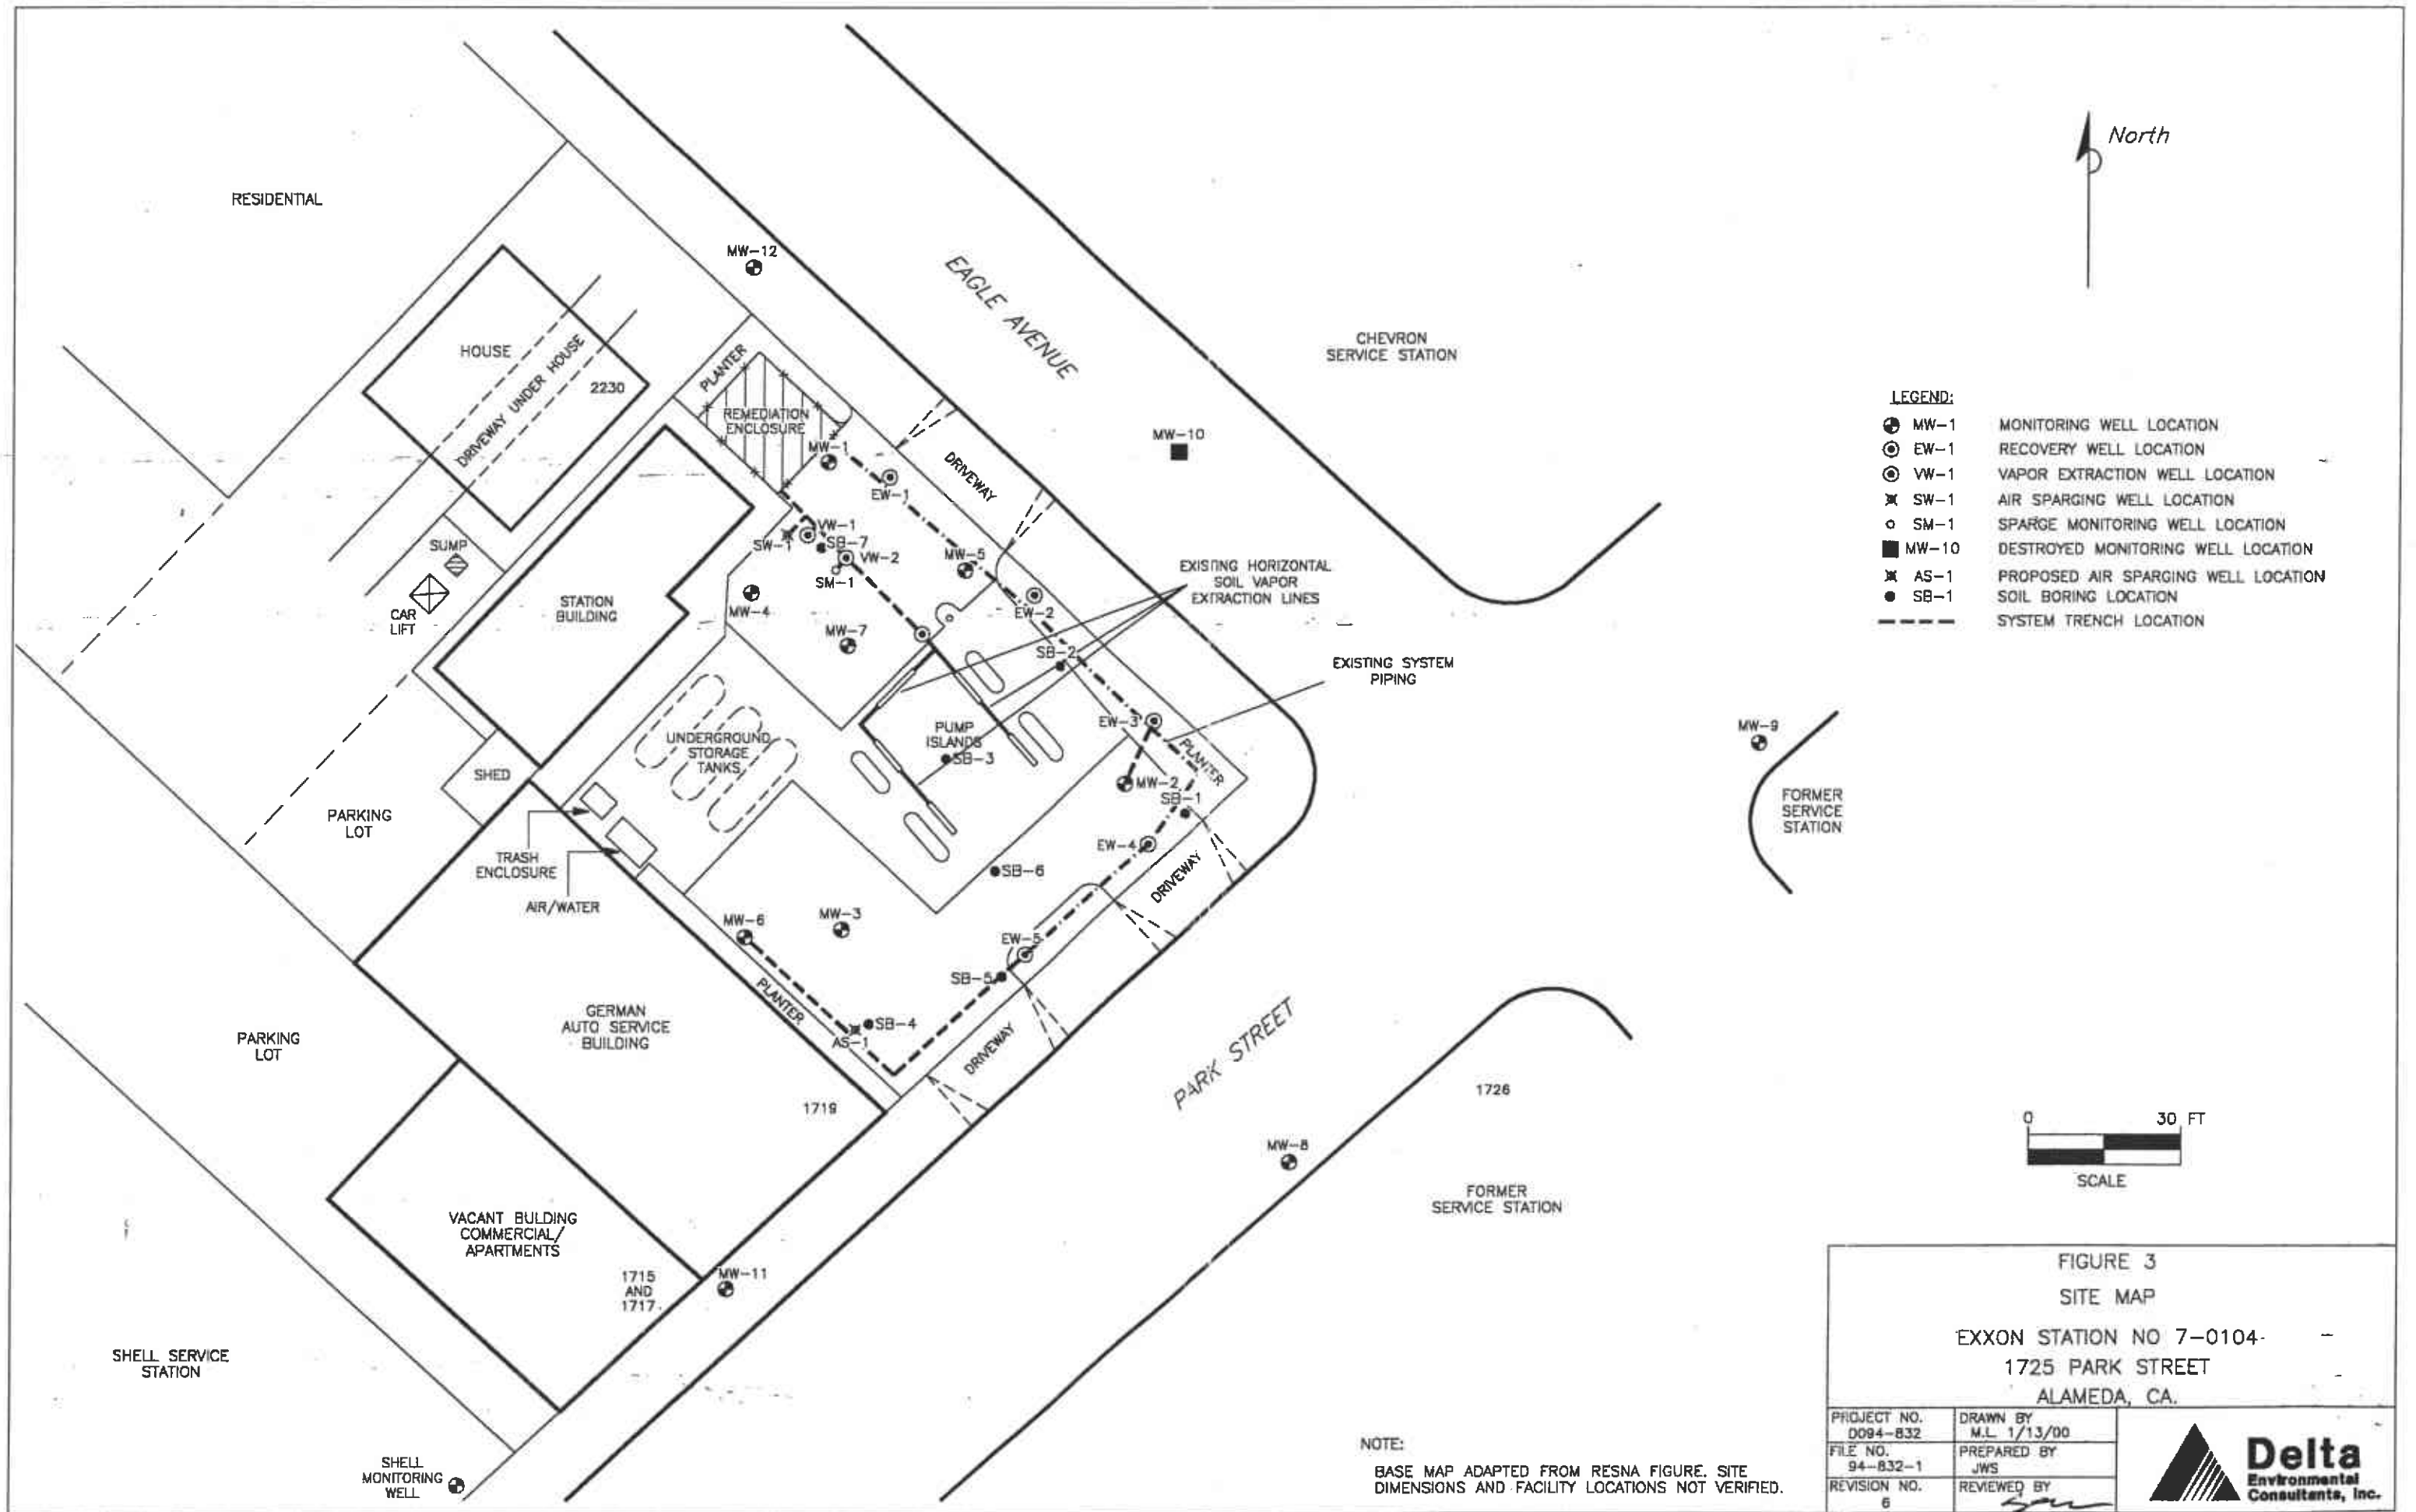 North
RESIDENTIAL
MW-12
EAGLE AVENUE
CHEVRON
SERVICE STATION
HOUSE
2230
DRIVEWAY UNDER HOUSE
PLANTER
REMEDIATION
ENCLOSURE
MW-1
EW-1
DRIVEWAY
MW-10
LEGEND:
MW-1 MONITORING WELL LOCATION
EW-1 RECOVERY WELL LOCATION
VW-1 VAPOR EXTRACTION WELL LOCATION
SW-1 AIR SPARGING WELL LOCATION
SM-1 SPARGE MONITORING WELL LOCATION
MW-10 DESTROYED MONITORING WELL LOCATION
AS-1 PROPOSED AIR SPARGING WELL LOCATION
SB-1 SOIL BORING LOCATION
SYSTEM TRENCH LOCATION
SUMP
CAR
LIFT
STATION
BUILDING
VW-1
SW-1
SB-7
VW-2
SM-1
MW-5
MW-4
MW-7
EW-2
SB-2
EXISTING HORIZONTAL
SOIL VAPOR
EXTRACTION LINES
EXISTING SYSTEM
PIPING
EW-3
PLANTER
MW-2
SB-1
PUMP
ISLANDS
SB-3
UNDERGROUND
STORAGE
TANKS
SHED
PARKING
LOT
TRASH
ENCLOSURE
AIR/WATER
EW-4
DRIVEWAY
SB-6
MW-9
FORMER
SERVICE
STATION
MW-6
MW-3
EW-5
SB-5
PLANTER
SB-4
AS-1
DRIVEWAY
PARK STREET
GERMAN
AUTO SERVICE
BUILDING
PARKING
LOT
1719
1726
MW-8
FORMER
SERVICE STATION
0 30 FT
SCALE
VACANT BULDING
COMMERCIAL/
APARTMENTS
1715
AND
1717
MW-11
SHELL SERVICE
STATION
SHELL
MONITORING
WELL
NOTE:
BASE MAP ADAPTED FROM RESNA FIGURE. SITE
DIMENSIONS AND FACILITY LOCATIONS NOT VERIFIED.
FIGURE 3
SITE MAP
EXXON STATION NO 7-0104
1725 PARK STREET
ALAMEDA, CA.
PROJECT NO.
D094-832
DRAWN BY
M.L. 1/13/00
FILE NO.
94-832-1
PREPARED BY
JWS
REVISION NO.
6
REVIEWED BY
Delta
Environmental
Consultants, Inc.